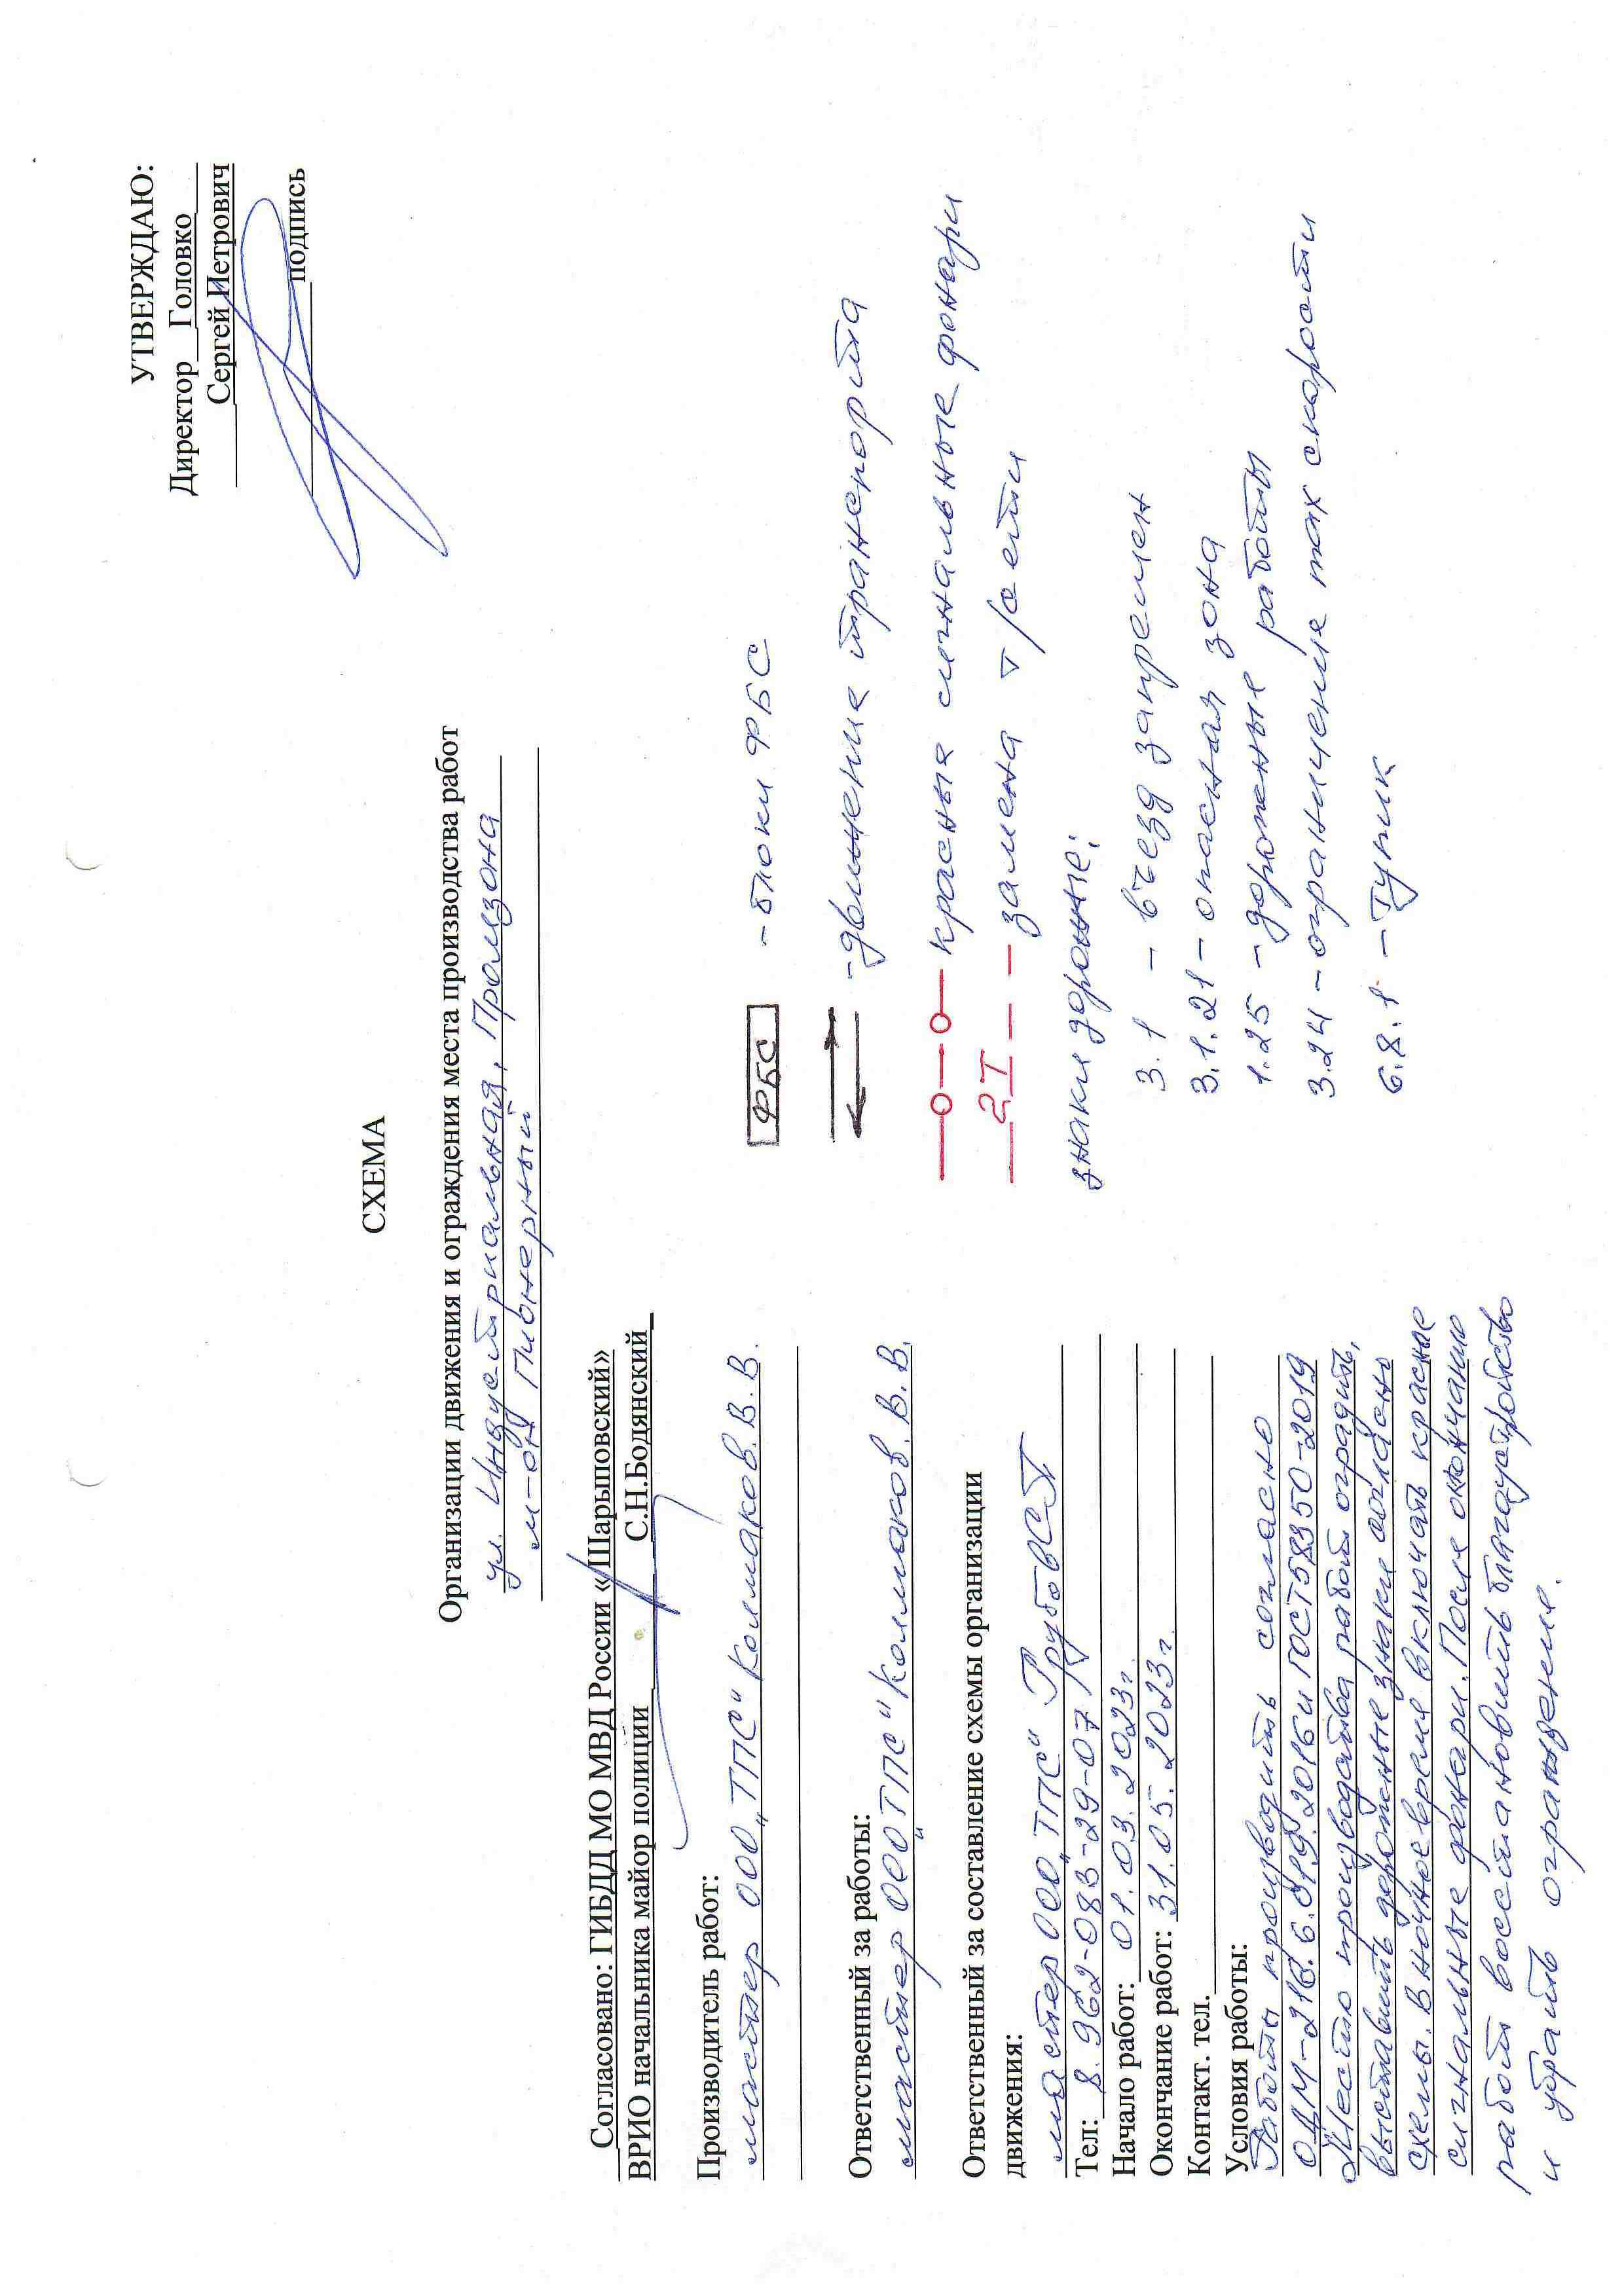 УТВЕРЖДАЮ:
Директор Головко
Сергей Петрович
подпись
СХЕМА
Организации движения и ограждения места производства работ
ул. Индустриальная, Промзона
м-он Пионерный
Согласовано: ГИБДД МО МВД России «Шарыповский»
ВРИО начальника майор полиции С.Н.Бодянский
Производитель работ:
мастер ООО „ТПС" Колмаков.В.В.
Ответственный за работы:
мастер ООО „ТПС" Колмаков.В.В.
Ответственный за составление схемы организации
движения:
мастер ООО „ТПС"
Тел: 8.962-083-29-07
Начало работ: 01.03.2023г.
Окончание работ: 31.05.2023г.
Контакт. тел.
Условия работы:
Работы производить согласно
ОДМ-218.6.019.2016 и ГОСТ58350-2019
Место производства работ оградить,
выставить дорожные знаки согласно
схемы. В ночное время включать красные
сигнальные фонари. После окончанию
работ восстановить благоустройство
и убрать ограждение.
ФБС - блоки ФБС
- движение транспорта
красные сигнальные фонари
2Т замена т/сети
знаки дорожные:
3.1 - въезд запрещен
3.1.21 - опасная зона
1.25 - дорожные работы
3.24 - ограничение мах скорости
6.8.1 - Тупик